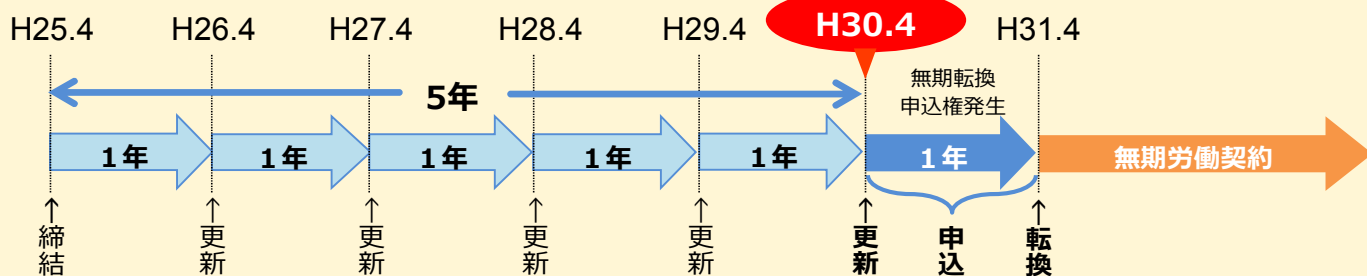 H25.4 H26.4 H27.4 H28.4 H29.4 H30.4 H31.4
5年
無期転換
申込権発生
1年 1年 1年 1年 1年 1年 無期労働契約
↑締結 ↑更新 ↑更新 ↑更新 ↑更新 ↑更新 申込 ↑転換